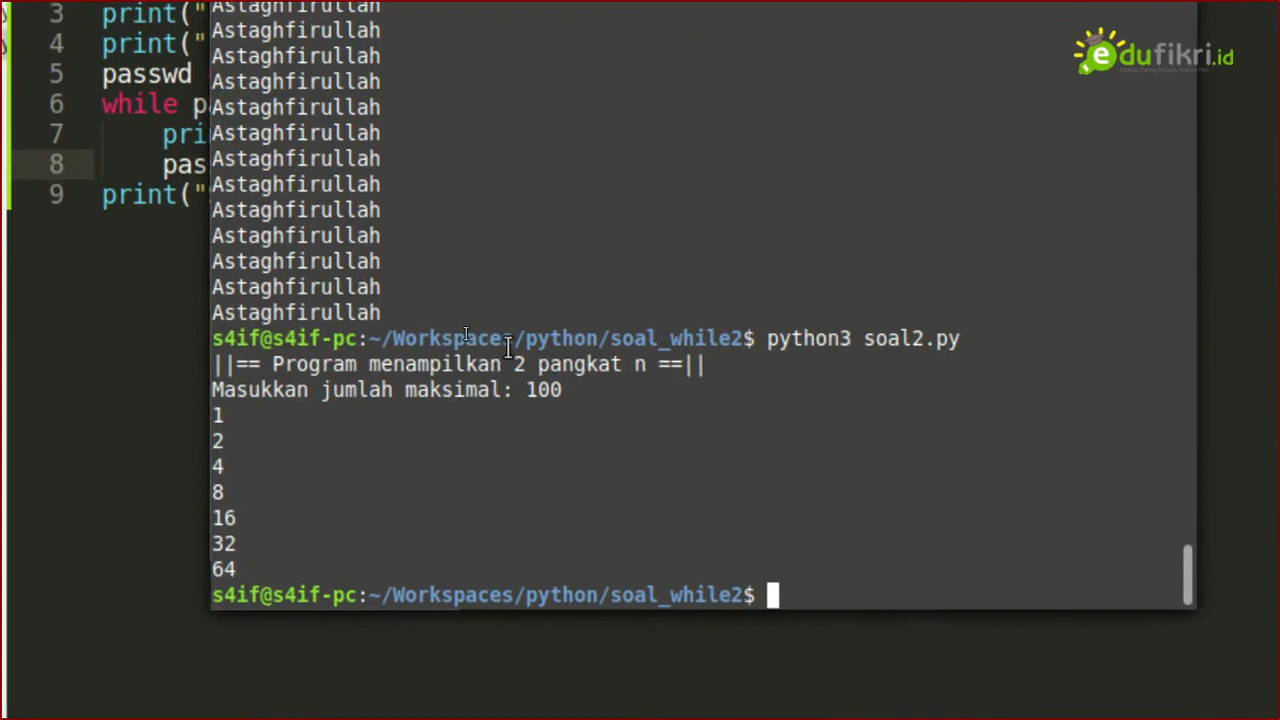 3 print("
4 print("
5 passwd
6 while pa
7 pri
8 pas
9 print("
Astaghfirullah
Astaghfirullah
Astaghfirullah
Astaghfirullah
Astaghfirullah
Astaghfirullah
Astaghfirullah
Astaghfirullah
Astaghfirullah
Astaghfirullah
Astaghfirullah
Astaghfirullah
Astaghfirullah
s4if@s4if-pc:~/Workspaces/python/soal_while2$ python3 soal2.py
||== Program menampilkan 2 pangkat n ==||
Masukkan jumlah maksimal: 100
1
2
4
8
16
32
64
s4if@s4if-pc:~/Workspaces/python/soal_while2$
edufikri.id